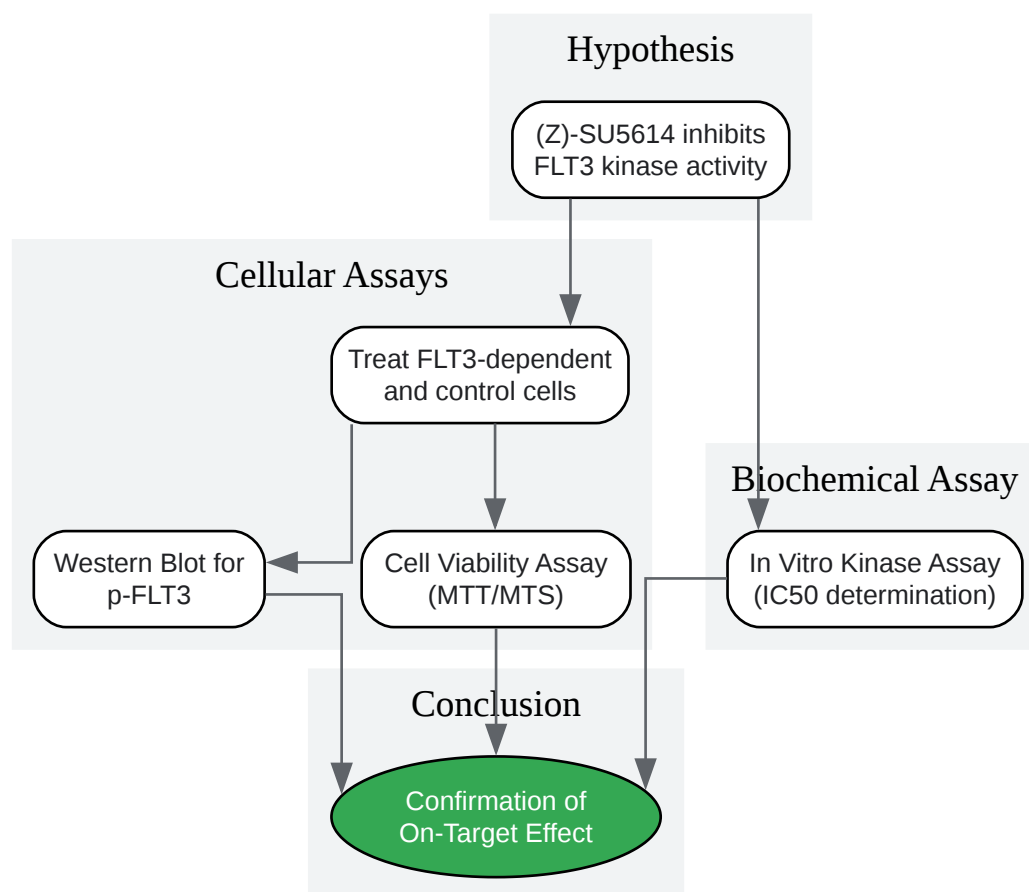 Hypothesis
(Z)-SU5614 inhibits
FLT3 kinase activity
Cellular Assays
Treat FLT3-dependent
and control cells
Biochemical Assay
Western Blot for
p-FLT3
Cell Viability Assay
(MTT/MTS)
In Vitro Kinase Assay
(IC50 determination)
Conclusion
Confirmation of
On-Target Effect